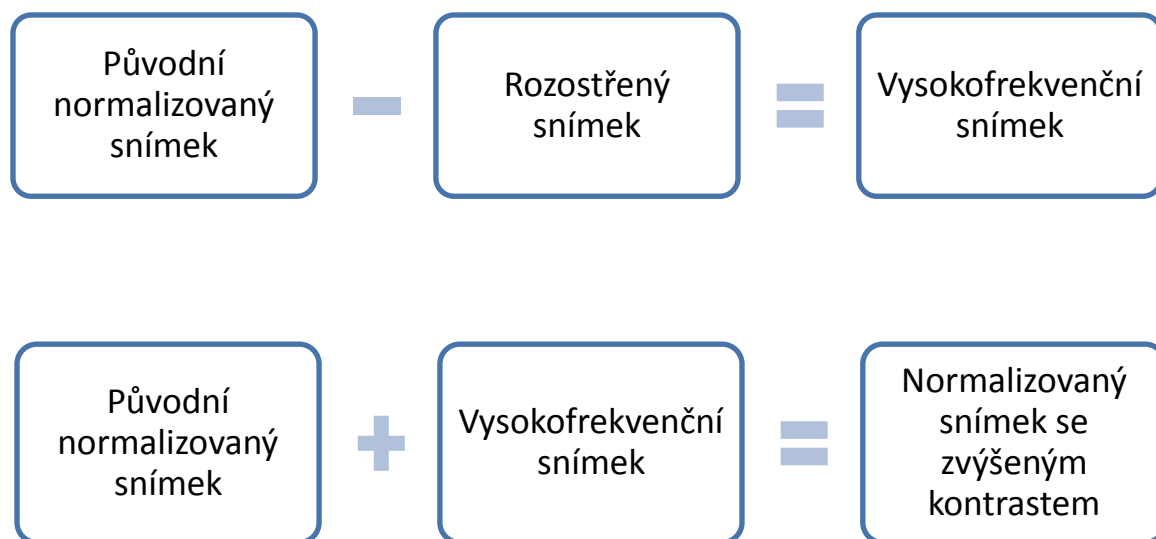 Původní
normalizovaný
snímek
Rozostřený
snímek
Vysokofrekvenční
snímek
Původní
normalizovaný
snímek
Vysokofrekvenční
snímek
Normalizovaný
snímek se
zvýšeným
kontrastem